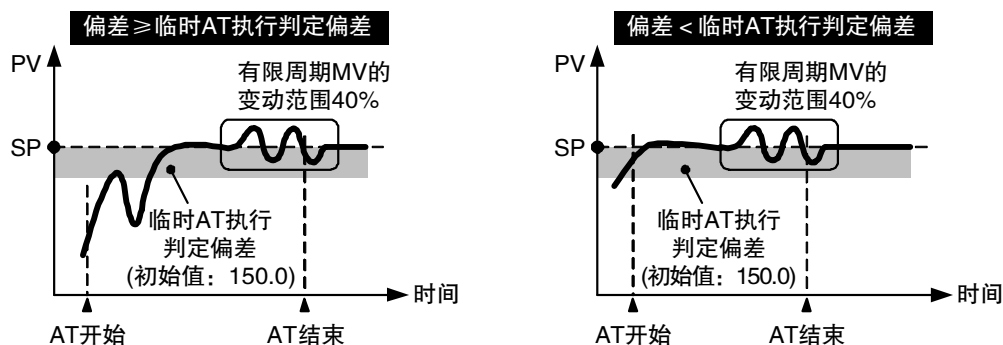 偏差≥临时AT执行判定偏差
PV
有限周期MV的
变动范围40%
SP
临时AT执行
判定偏差
(初始值：150.0)
时间
AT开始
AT结束
偏差<临时AT执行判定偏差
PV
有限周期MV的
变动范围40%
SP
临时AT执行
判定偏差
(初始值：150.0)
时间
AT开始
AT结束